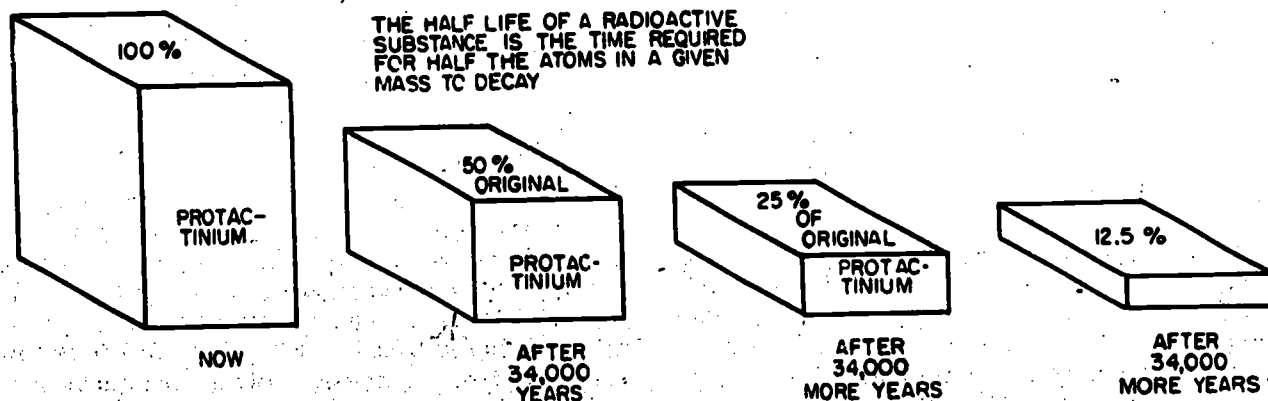 THE HALF LIFE OF A RADIOACTIVE
SUBSTANCE IS THE TIME REQUIRED
FOR HALF THE ATOMS IN A GIVEN
MASS TO DECAY
100 %
PROTAC-
TINIUM
NOW
50 %
ORIGINAL
PROTAC-
TINIUM
AFTER
34,000
YEARS
25 %
OF
ORIGINAL
PROTAC-
TINIUM
AFTER
34,000
MORE YEARS
12.5 %
AFTER
34,000
MORE YEARS